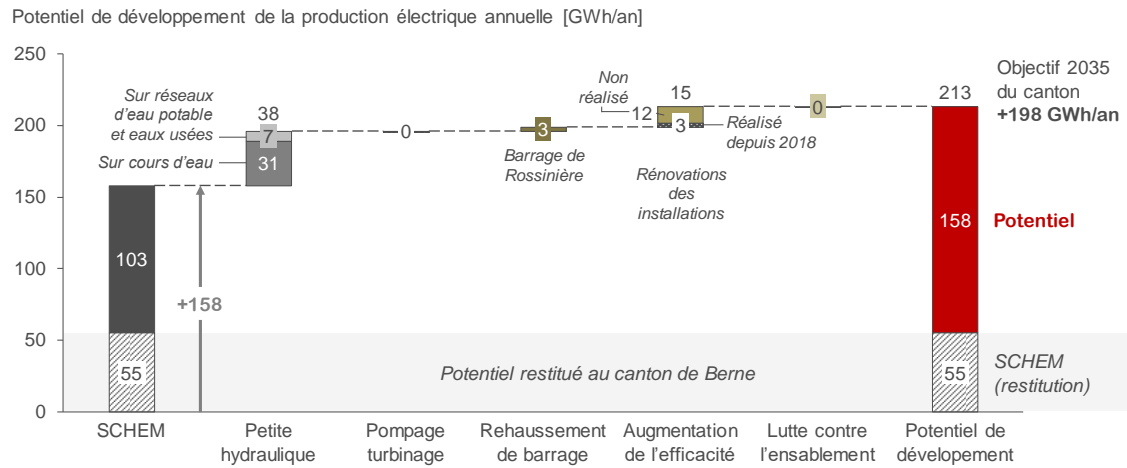 Potentiel de développement de la production électrique annuelle [GWh/an]
250
200
150
100
50
0
103
55
+158
Sur réseaux
d'eau potable
et eaux usées
Sur cours d'eau
38
7
31
0
3
Barrage de
Rossinière
Non
réalisé
15
12
3
Réalisé
depuis 2018
Rénovations
des
installations
0
213
158
55
Objectif 2035
du canton
+198 GWh/an
Potentiel
SCHEM
(restitution)
Potentiel restitué au canton de Berne
SCHEM
Petite
hydraulique
Pompage
turbinage
Rehaussement
de barrage
Augmentation
de l'efficacité
Lutte contre
l'ensablement
Potentiel de
dévelopement